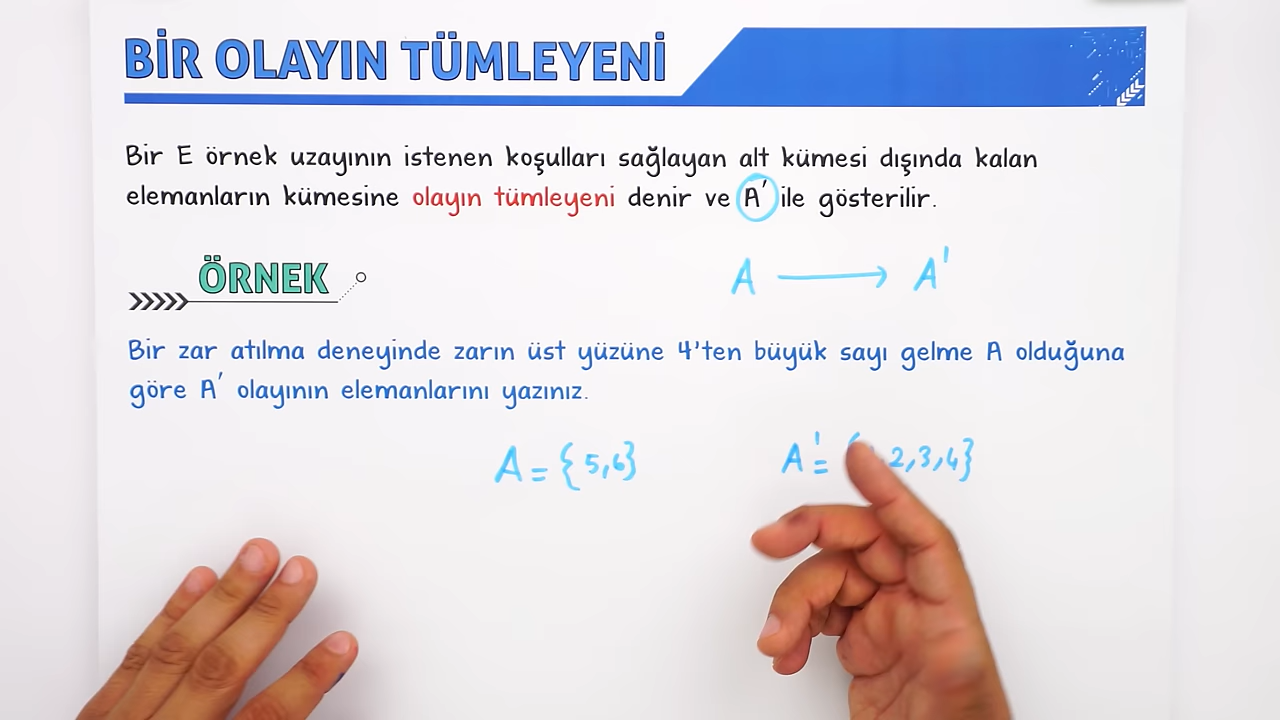 BİR OLAYIN TÜMLEYENİ
Bir E örnek uzayının istenen koşulları sağlayan alt kümesi dışında kalan
elemanların kümesine olayın tümleyeni denir ve A' ile gösterilir.
A → A'
ÖRNEK
Bir zar atılma deneyinde zarın üst yüzüne 4'ten büyük sayı gelme A olduğuna
göre A' olayının elemanlarını yazınız.
A = {5,6} A' = { 2,3,4}